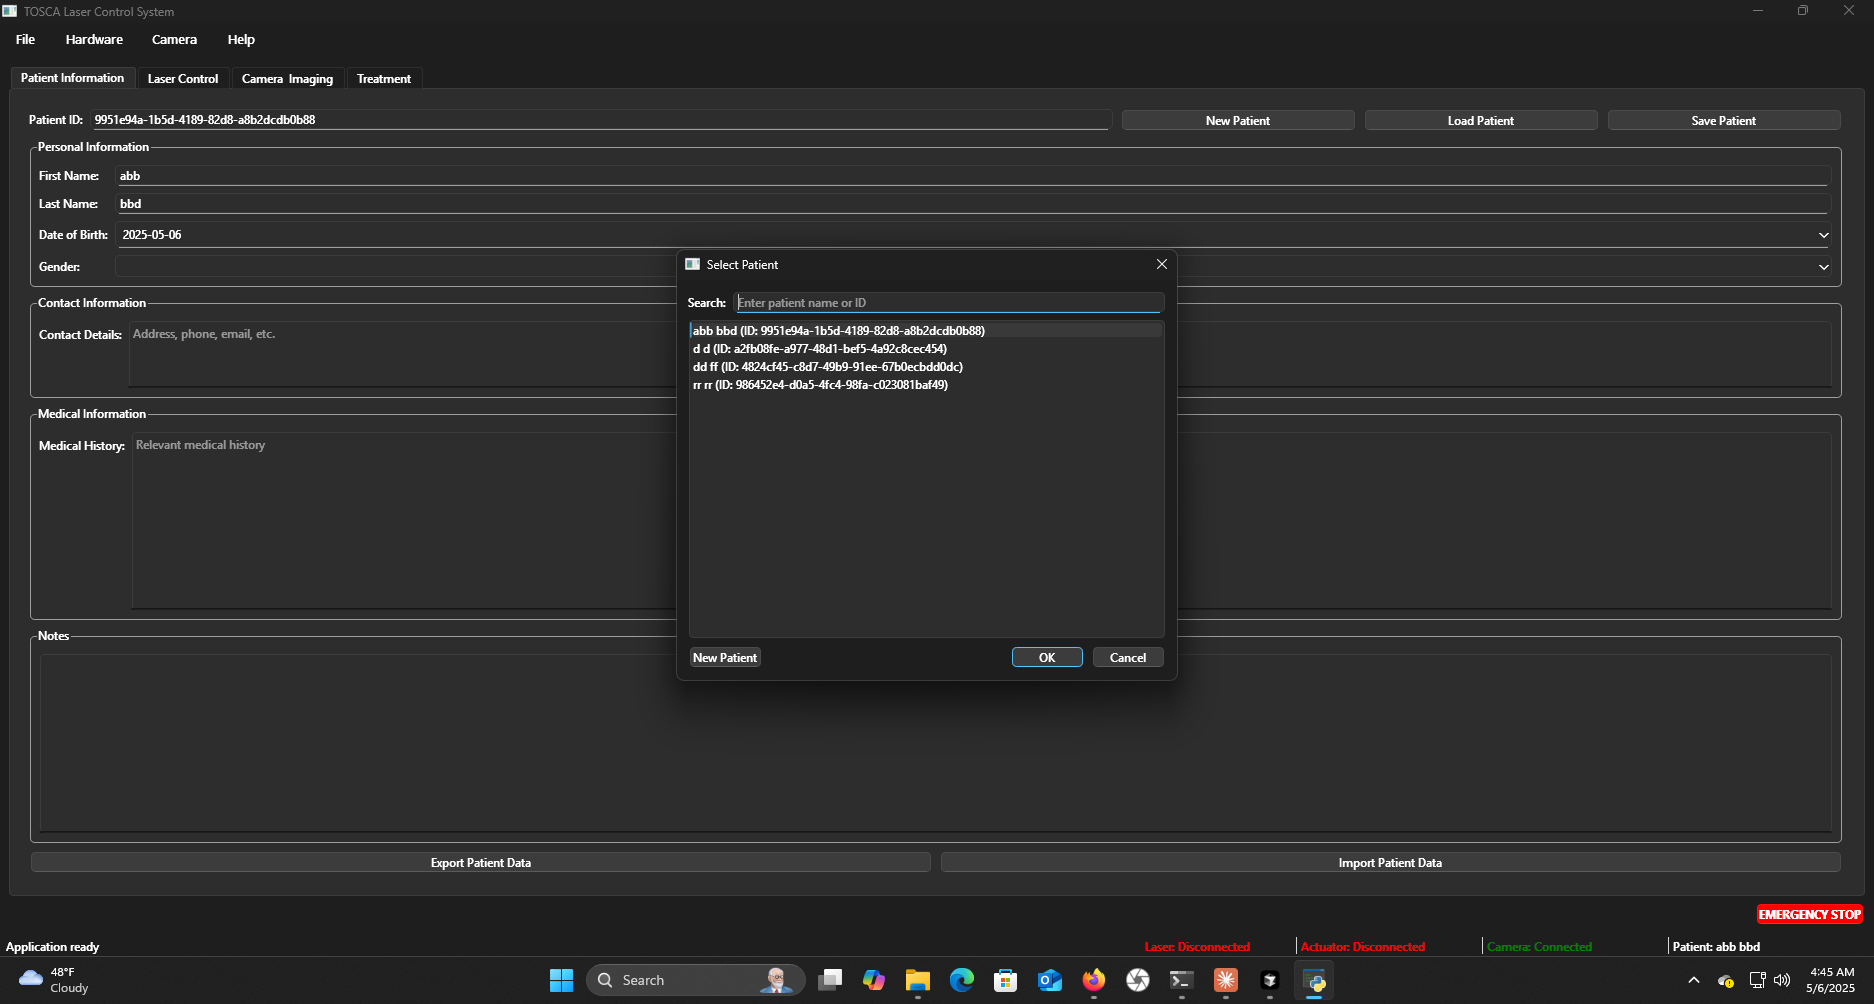 TOSCA Laser Control System
File Hardware Camera Help
Patient Information Laser Control Camera Imaging Treatment
Patient ID: 9951e94a-1b5d-4189-82d8-a8b2dcdb0b88 New Patient Load Patient Save Patient
Personal Information
First Name: abb
Last Name: bbd
Date of Birth: 2025-05-06
Gender:
Contact Information
Contact Details: Address, phone, email, etc.
Medical Information
Medical History: Relevant medical history
Notes
Select Patient
Search: Enter patient name or ID
abb bbd (ID: 9951e94a-1b5d-4189-82d8-a8b2dcdb0b88)
d d (ID: a2fb08fe-a977-48d1-bef5-4a92c8cec454)
dd ff (ID: 4824cf45-c8d7-49b9-91ee-67b0ecbdd0dc)
rr rr (ID: 986452e4-d0a5-4fc4-98fa-c023081baf49)
New Patient OK Cancel
Export Patient Data Import Patient Data
EMERGENCY STOP
Application ready Laser: Disconnected Actuator: Disconnected Camera: Connected Patient: abb bbd
48°F
Cloudy
Search
4:45 AM
5/6/2025